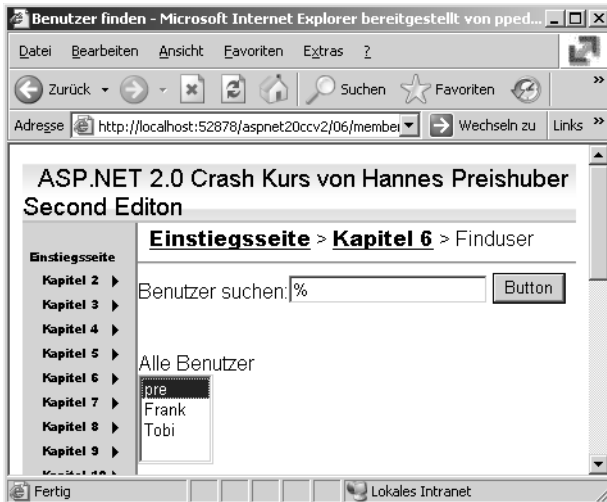 Benutzer finden - Microsoft Internet Explorer bereitgestellt von pped...
Datei Bearbeiten Ansicht Favoriten Extras ?
Zurück Suchen Favoriten »
Adresse http://localhost:52878/aspnet20ccv2/06/member Wechseln zu Links »
ASP.NET 2.0 Crash Kurs von Hannes Preishuber
Second Editon
Einstiegsseite > Kapitel 6 > Finduser
Einstiegsseite
Kapitel 2
Kapitel 3
Kapitel 4
Kapitel 5
Kapitel 6
Kapitel 7
Kapitel 8
Kapitel 9
Benutzer suchen: % Button
Alle Benutzer
pre
Frank
Tobi
Fertig Lokales Intranet